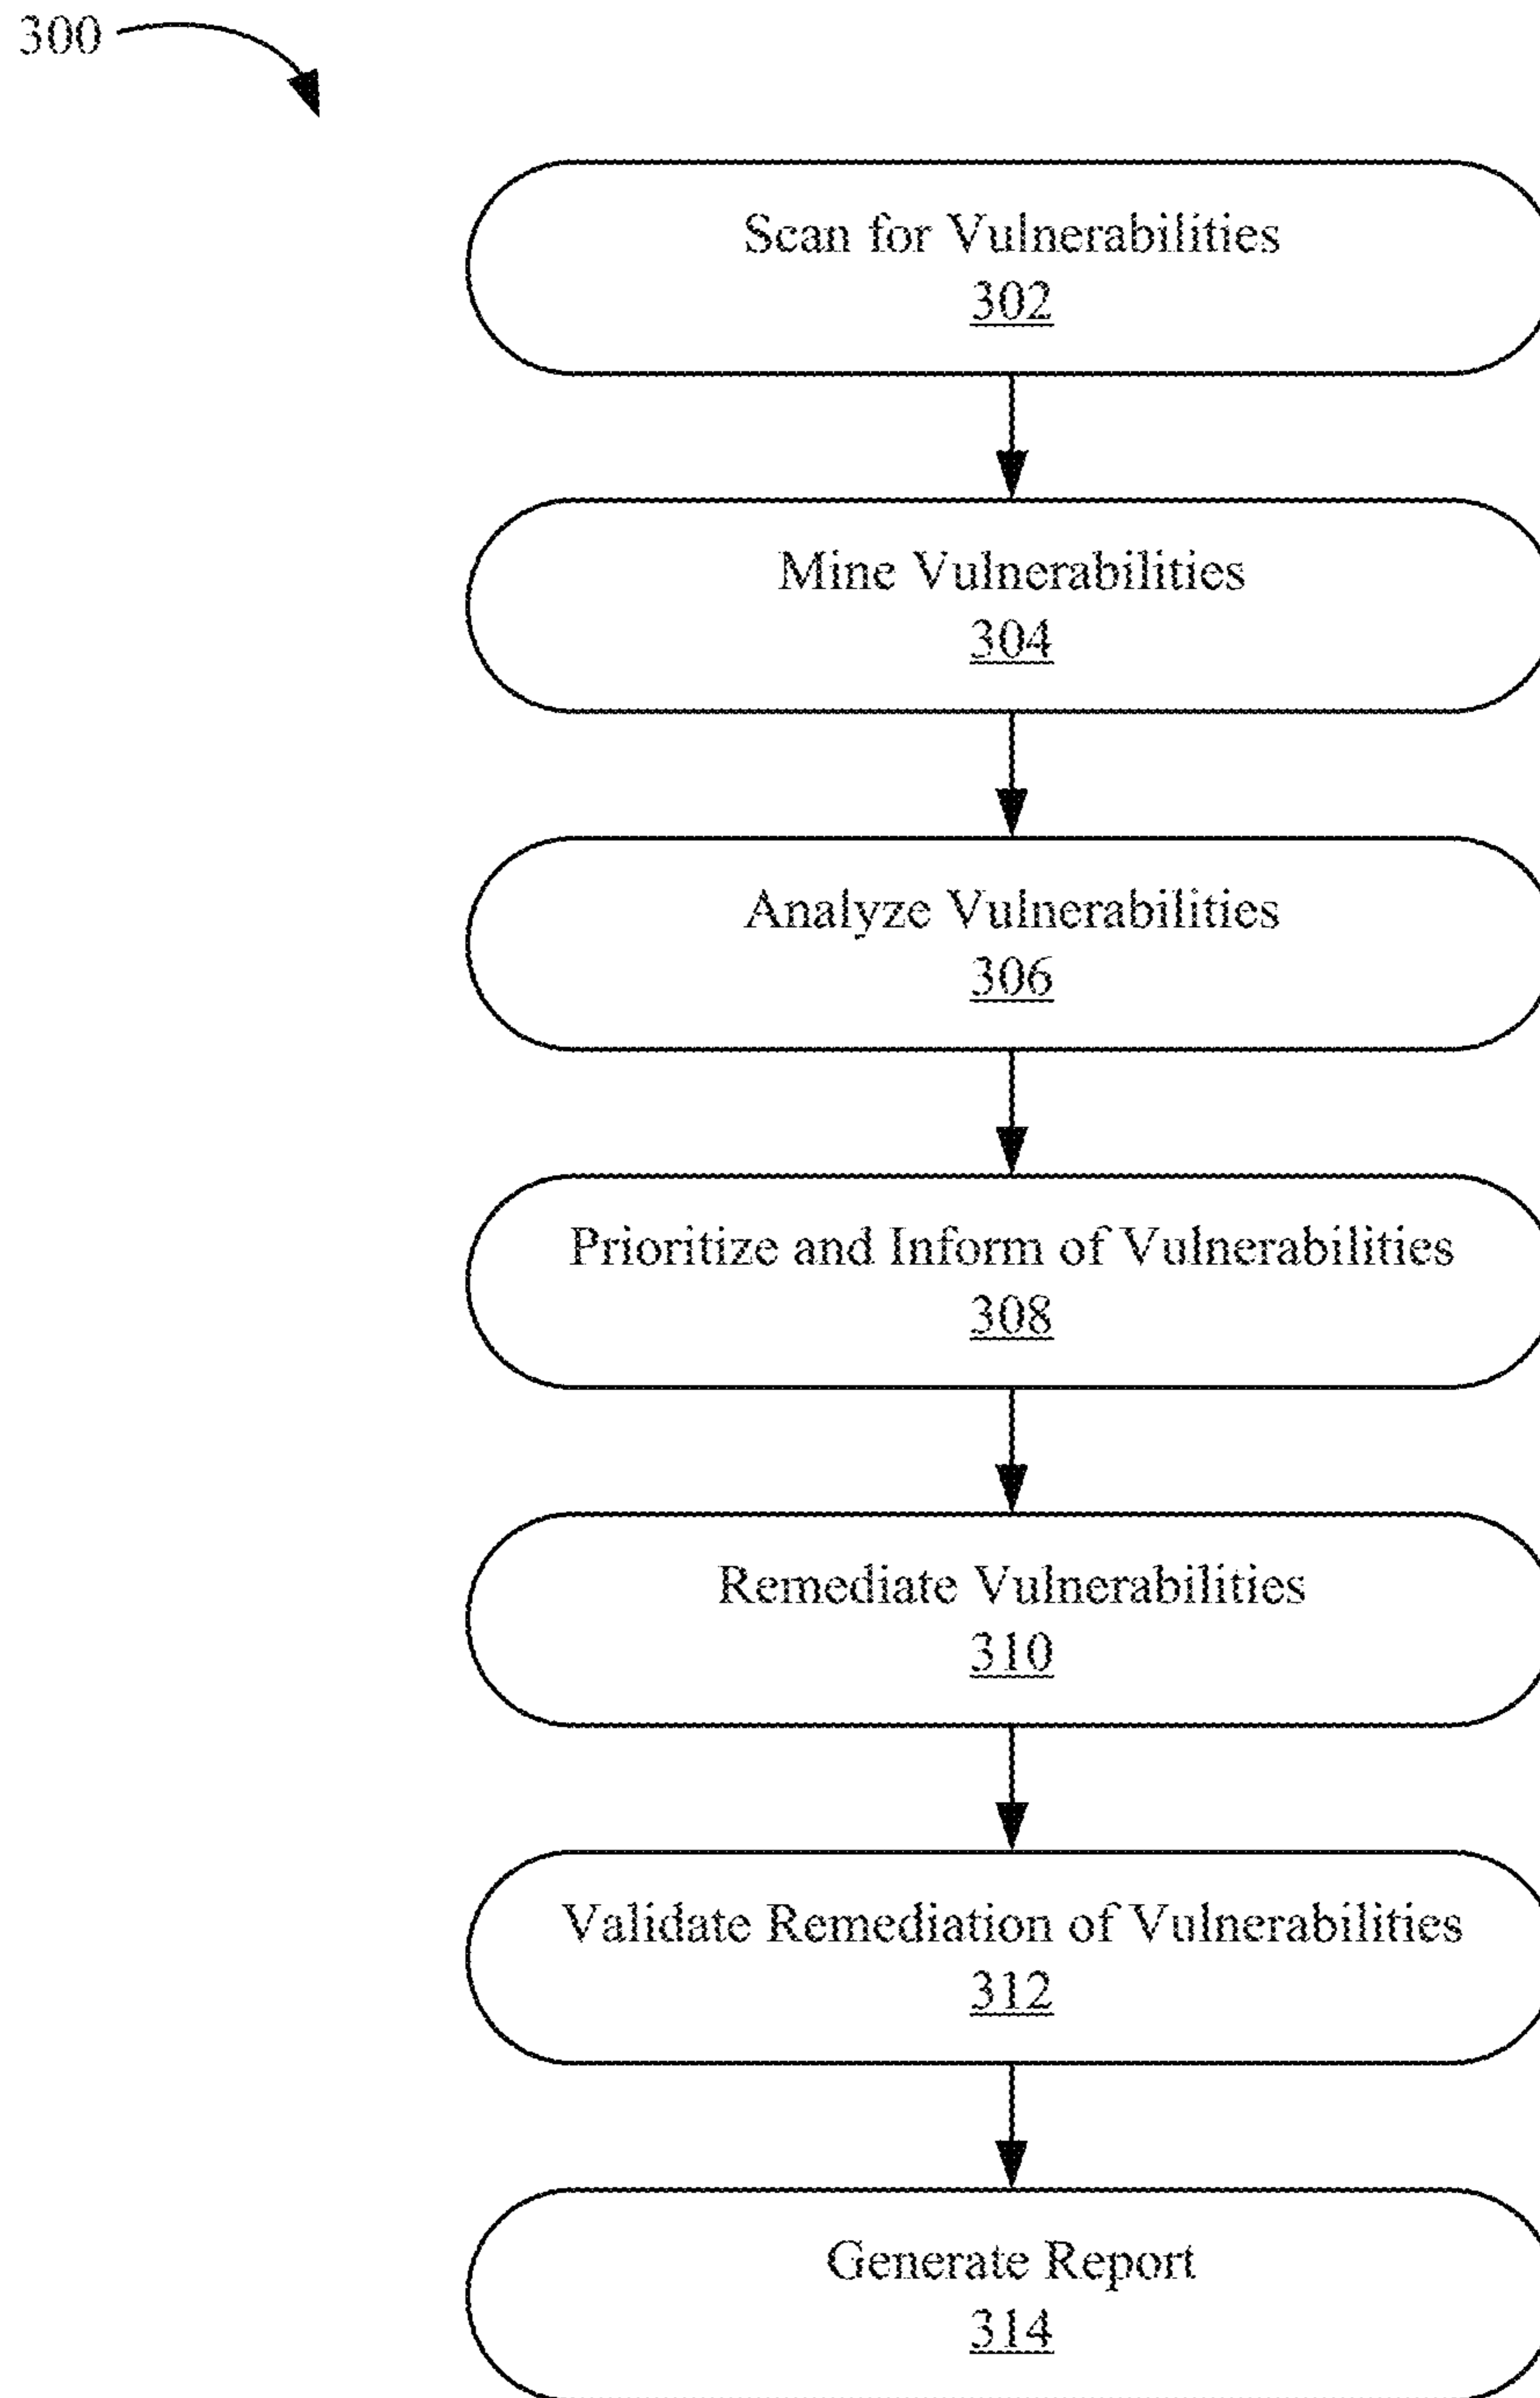 300
Scan for Vulnerabilities
302
Mine Vulnerabilities
304
Analyze Vulnerabilities
306
Prioritize and Inform of Vulnerabilities
308
Remediate Vulnerabilities
310
Validate Remediation of Vulnerabilities
312
Generate Report
314